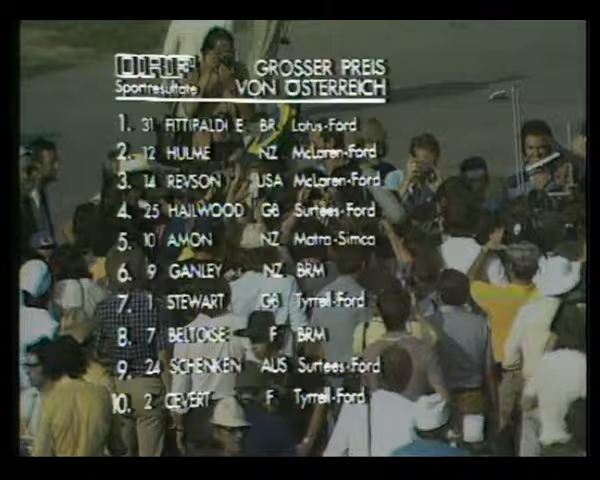 ORF GROSSER PREIS
Sportresultate VON ÖSTERREICH
1. 31 FITTIPALDI E BR Lotus-Ford
2. 12 HULME NZ McLaren-Ford
3. 14 REVSON USA McLaren-Ford
4. 25 HAILWOOD GB Surtees-Ford
5. 10 AMON NZ Matra-Simca
6. 9 GANLEY NZ BRM
7. 1 STEWART GB Tyrrell-Ford
8. 7 BELTOISE F BRM
9. 24 SCHENKEN AUS Surtees-Ford
10. 2 CEVERT F Tyrrell-Ford